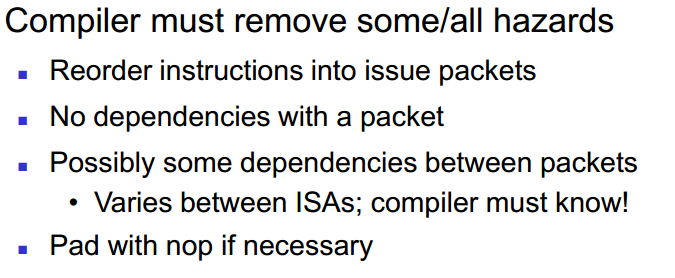 Compiler must remove some/all hazards
■ Reorder instructions into issue packets
■ No dependencies with a packet
■ Possibly some dependencies between packets
• Varies between ISAs; compiler must know!
■ Pad with nop if necessary